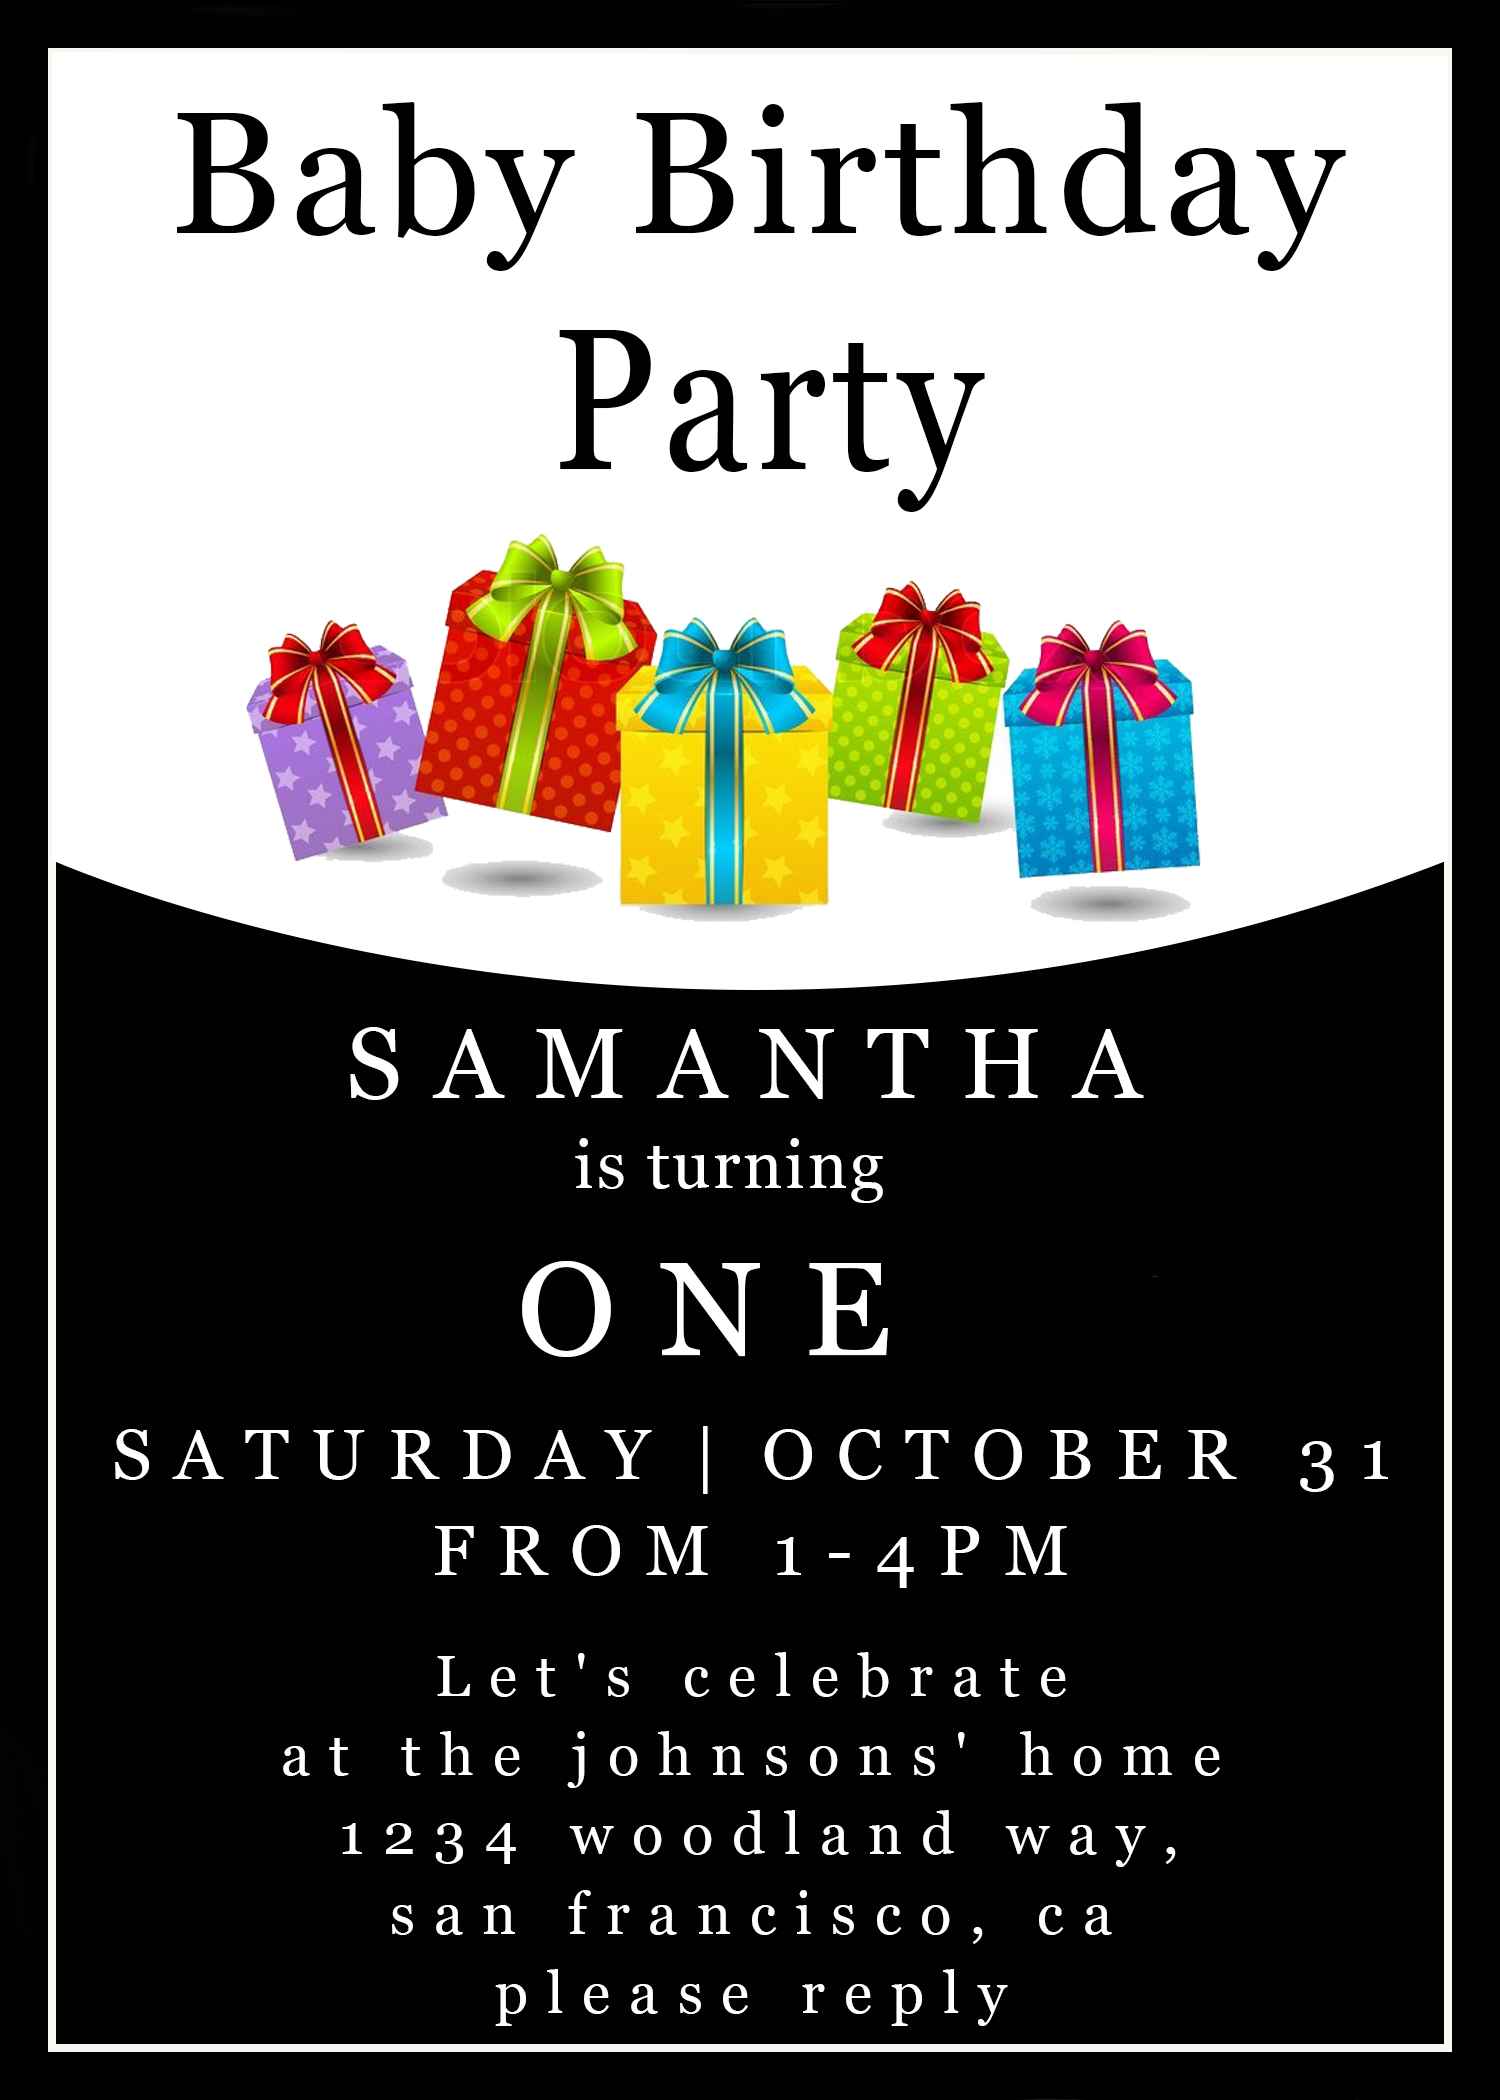 Baby Birthday
Party
SAMANTHA
is turning
ONE
SATURDAY | OCTOBER 31
FROM 1-4PM
Let's celebrate
at the johnsons' home
1234 woodland way,
san francisco, ca
please reply